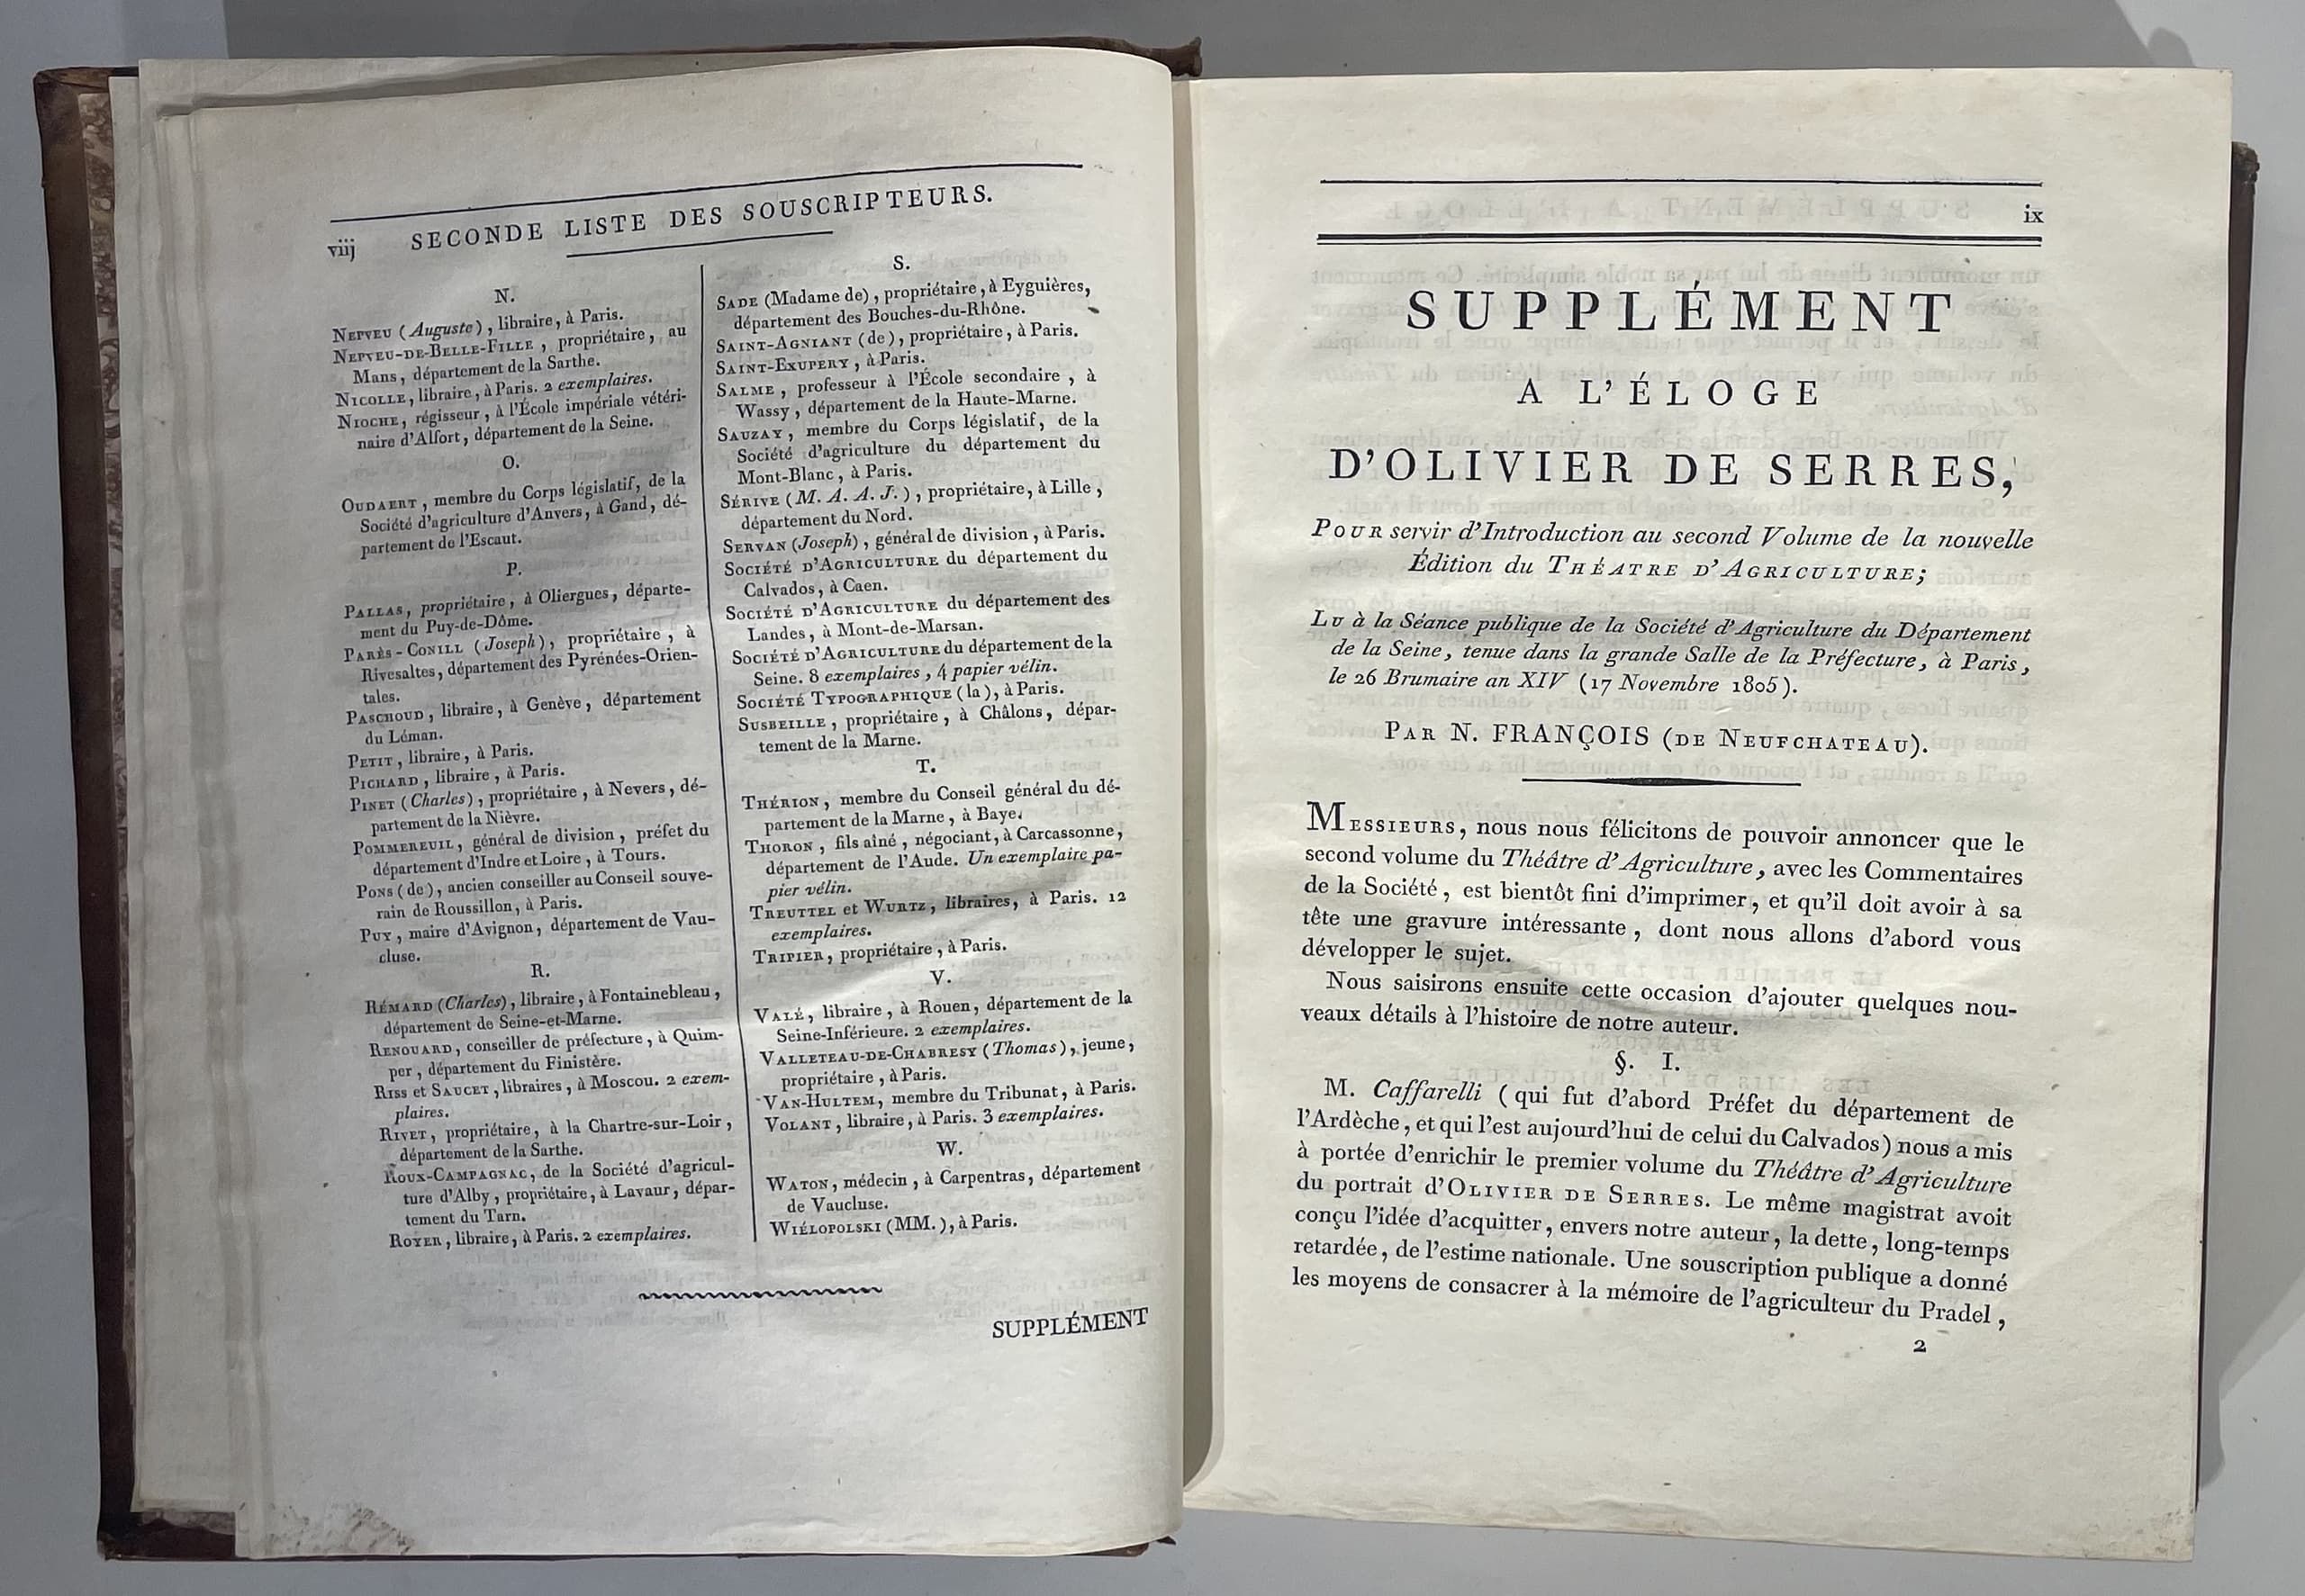 viij SECONDE LISTE DES SOUSCRIPTEURS.
N.
NEPVEU (Auguste), libraire, à Paris.
NEPVEU-DE-BELLE-FILLE, propriétaire, au
Mans, département de la Sarthe.
NICOLLE, libraire, à Paris. 2 exemplaires.
NIOCHE, régisseur, à l'École impériale vétéri-
naire d'Alfort, département de la Seine.
O.
OUDAERT, membre du Corps législatif, de la
Société d'agriculture d'Anvers, à Gand, dé-
partement de l'Escaut.
P.
PALLAS, propriétaire, à Oliergues, départe-
ment du Puy-de-Dôme.
PARÈS-CONILL (Joseph), propriétaire, à
Rivesaltes, département des Pyrénées-Orien-
tales.
PASCHOUD, libraire, à Genève, département
du Léman.
PETIT, libraire, à Paris.
PICHARD, libraire, à Paris.
PINET (Charles), propriétaire, à Nevers, dé-
partement de la Nièvre.
POMMEREUIL, général de division, préfet du
département d'Indre et Loire, à Tours.
PONS (de), ancien conseiller au Conseil souve-
rain de Roussillon, à Paris.
PUY, maire d'Avignon, département de Vau-
cluse.
R.
RÉMARD (Charles), libraire, à Fontainebleau,
département de Seine-et-Marne.
RENOUARD, conseiller de préfecture, à Quim-
per, département du Finistère.
RISS et SAUCET, libraires, à Moscou. 2 exem-
plaires.
RIVET, propriétaire, à la Chartre-sur-Loir,
département de la Sarthe.
ROUX-CAMPAGNAC, de la Société d'agricul-
ture d'Alby, propriétaire, à Lavaur, dépar-
tement du Tarn.
ROYER, libraire, à Paris. 2 exemplaires.
S.
SADE (Madame de), propriétaire, à Eyguières,
département des Bouches-du-Rhône.
SAINT-AGNIANT (de), propriétaire, à Paris.
SAINT-EXUPERY, à Paris.
SALME, professeur à l'École secondaire, à
Wassy, département de la Haute-Marne.
SAUZAY, membre du Corps législatif, de la
Société d'agriculture du département du
Mont-Blanc, à Paris.
SÉRIVE (M. A. A. J.), propriétaire, à Lille,
département du Nord.
SERVAN (Joseph), général de division, à Paris.
SOCIÉTÉ D'AGRICULTURE du département du
Calvados, à Caen.
SOCIÉTÉ D'AGRICULTURE du département des
Landes, à Mont-de-Marsan.
SOCIÉTÉ D'AGRICULTURE du département de la
Seine. 8 exemplaires, 4 papier vélin.
SOCIÉTÉ TYPOGRAPHIQUE (la), à Paris.
SUSBEILLE, propriétaire, à Châlons, dépar-
tement de la Marne.
T.
THÉRION, membre du Conseil général du dé-
partement de la Marne, à Baye.
THORON, fils aîné, négociant, à Carcassonne,
département de l'Aude. Un exemplaire pa-
pier vélin.
TREUTTEL et WURTZ, libraires, à Paris. 12
exemplaires.
TRIPIER, propriétaire, à Paris.
V.
VALÉ, libraire, à Rouen, département de la
Seine-Inférieure. 2 exemplaires.
VALLETEAU-DE-CHABRESY (Thomas), jeune,
propriétaire, à Paris.
VAN-HULTEM, membre du Tribunat, à Paris.
VOLANT, libraire, à Paris. 3 exemplaires.
W.
WATON, médecin, à Carpentras, département
de Vaucluse.
WIÉLOPOLSKI (MM.), à Paris.
SUPPLÉMENT
ix
SUPPLÉMENT
A L'ÉLOGE
D'OLIVIER DE SERRES,
POUR servir d'Introduction au second Volume de la nouvelle
Édition du THÉATRE D'AGRICULTURE;
LU à la Séance publique de la Société d'Agriculture du Département
de la Seine, tenue dans la grande Salle de la Préfecture, à Paris,
le 26 Brumaire an XIV (17 Novembre 1805).
PAR N. FRANÇOIS (DE NEUFCHATEAU).
MESSIEURS, nous nous félicitons de pouvoir annoncer que le
second volume du Théâtre d'Agriculture, avec les Commentaires
de la Société, est bientôt fini d'imprimer, et qu'il doit avoir à sa
tête une gravure intéressante, dont nous allons d'abord vous
développer le sujet.
Nous saisirons ensuite cette occasion d'ajouter quelques nou-
veaux détails à l'histoire de notre auteur.
§. I.
M. Caffarelli (qui fut d'abord Préfet du département de
l'Ardèche, et qui l'est aujourd'hui de celui du Calvados) nous a mis
à portée d'enrichir le premier volume du Théâtre d'Agriculture
du portrait d'OLIVIER DE SERRES. Le même magistrat avoit
conçu l'idée d'acquitter, envers notre auteur, la dette, long-temps
retardée, de l'estime nationale. Une souscription publique a donné
les moyens de consacrer à la mémoire de l'agriculteur du Pradel,
2